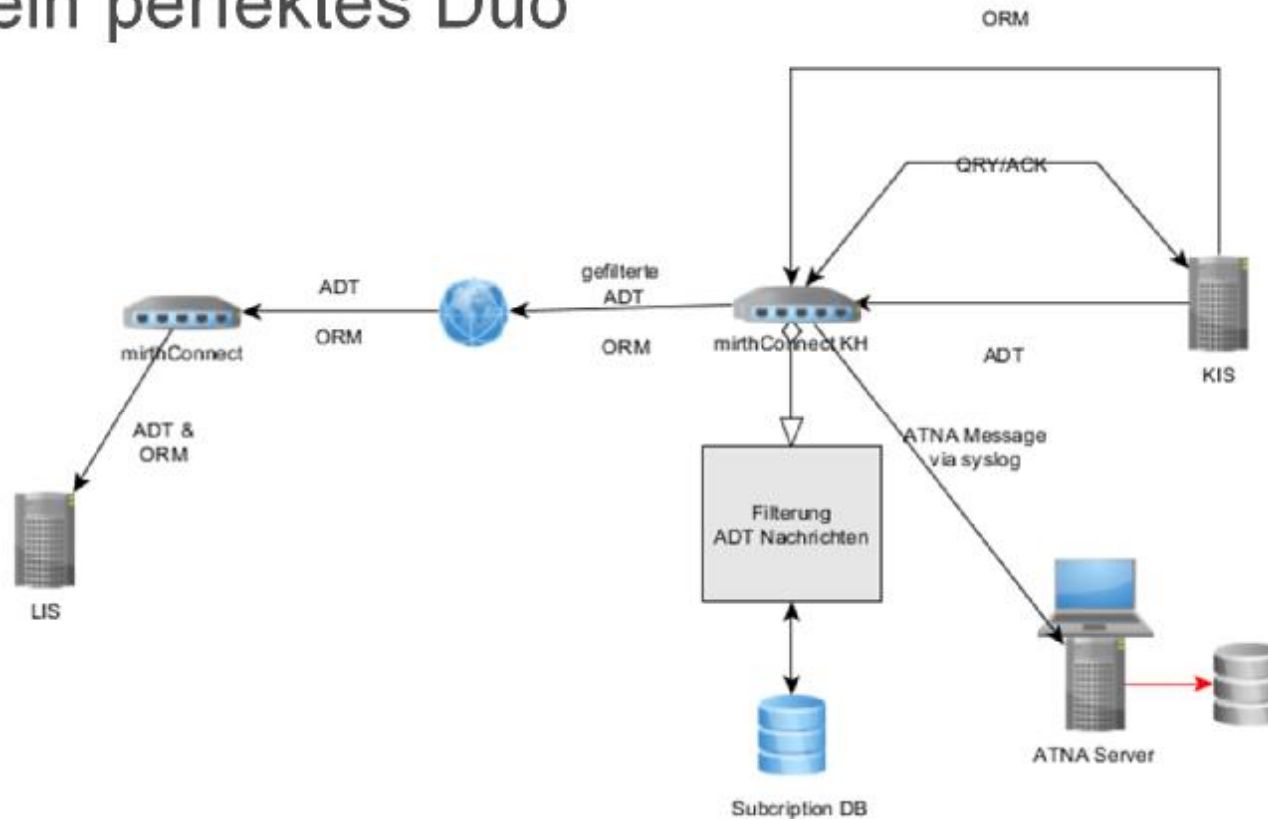 ein perfektes Duo
ORM
QRY/ACK
gefilterte
ADT
ADT
ORM
ORM
mirthConnect
mirthConnect KH
ADT
KIS
ADT &
ORM
ATNA Message
via syslog
Filterung
ADT Nachrichten
LIS
ATNA Server
Subcription DB